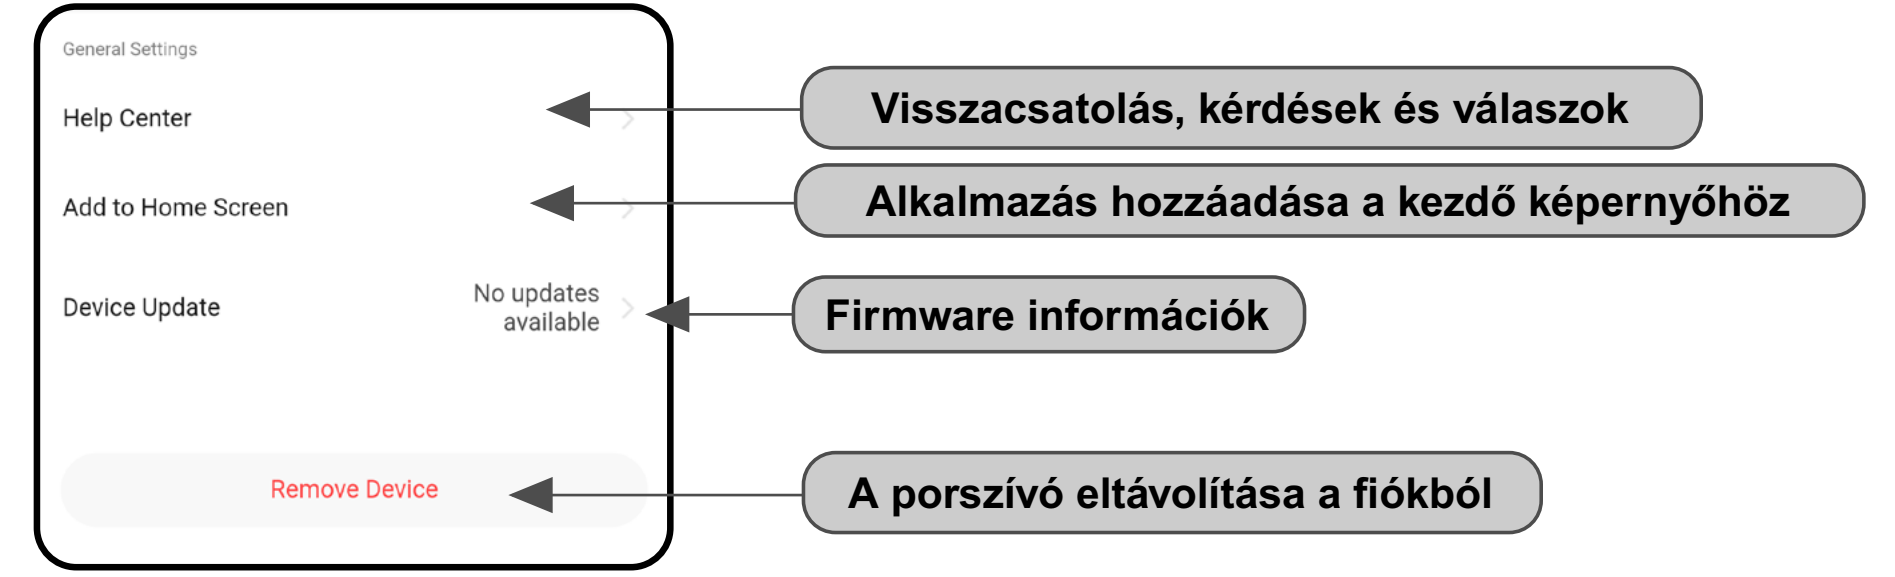 General Settings
Help Center
Visszacsatolás, kérdések és válaszok
Add to Home Screen
Alkalmazás hozzáadása a kezdő képernyőhöz
Device Update
No updates
available
Firmware információk
Remove Device
A porszívó eltávolítása a fiókból